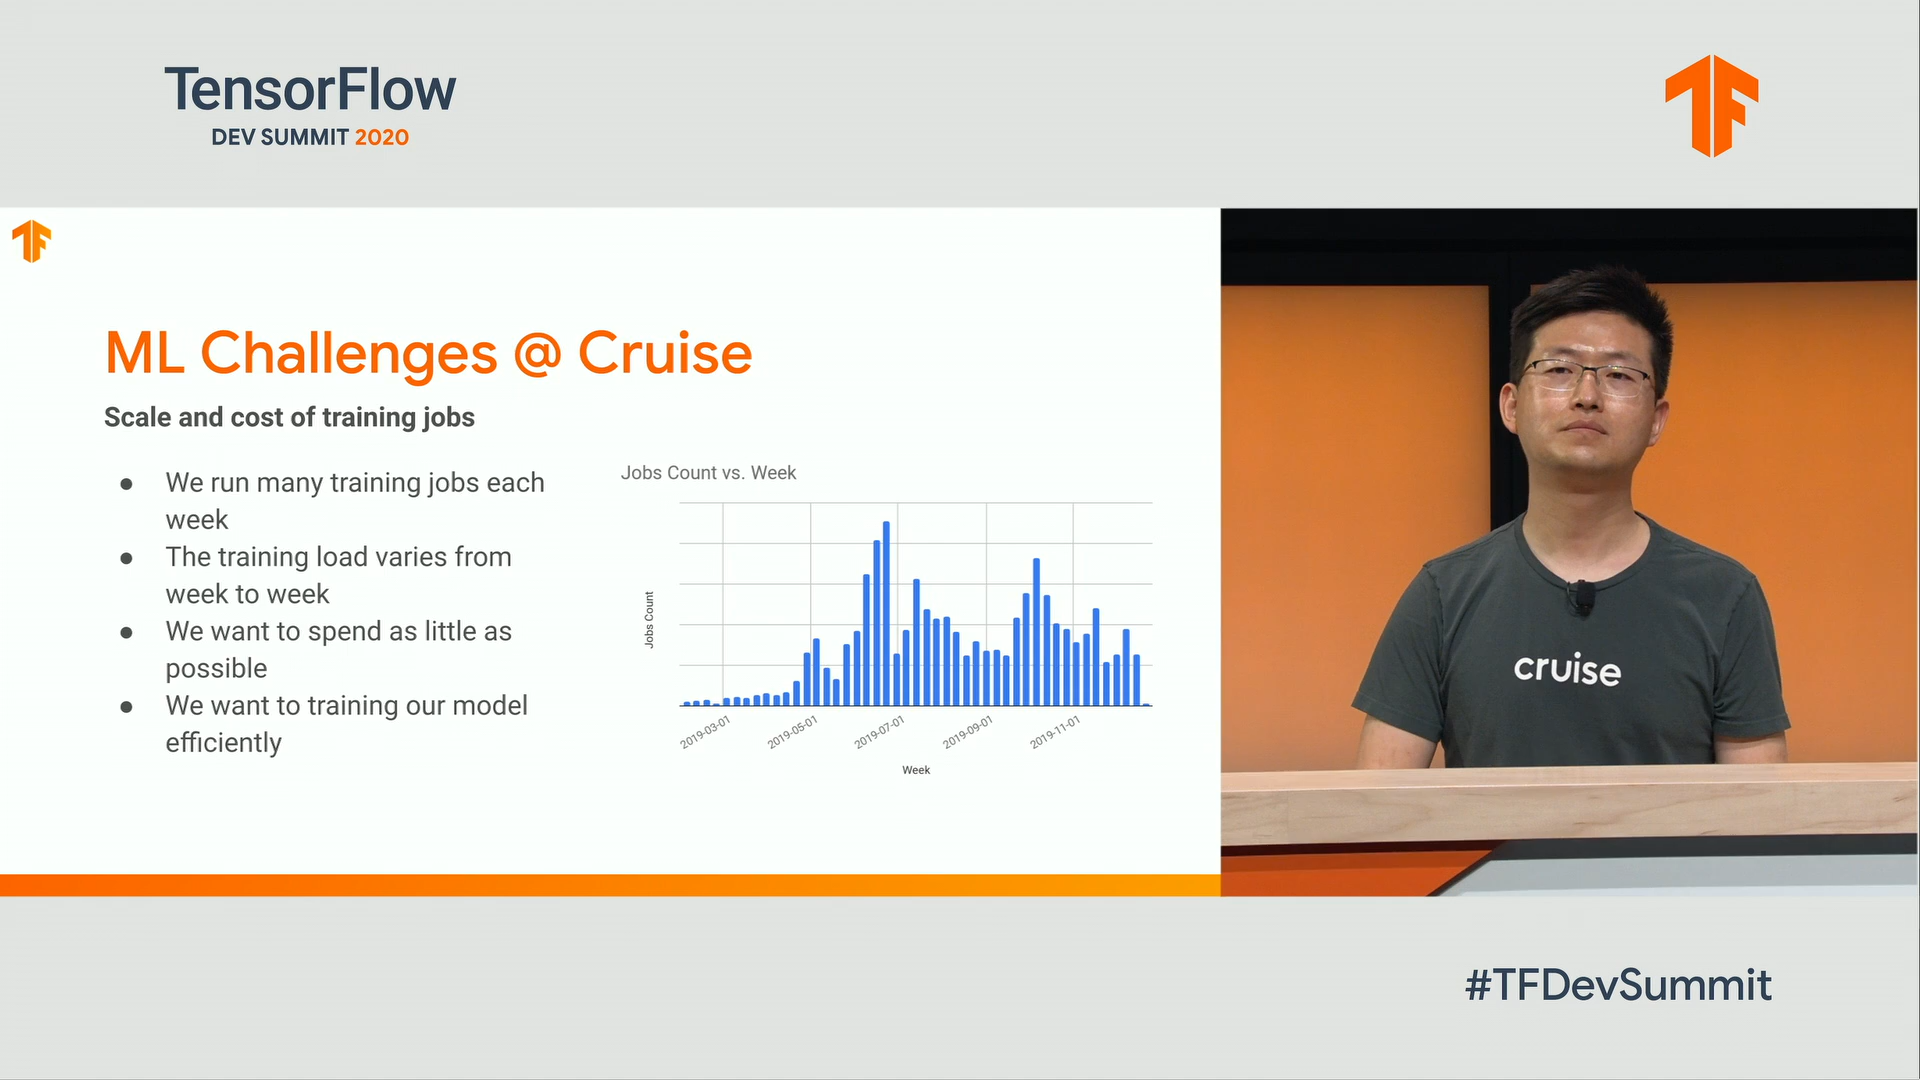 TensorFlow
DEV SUMMIT 2020
ML Challenges @ Cruise
Scale and cost of training jobs
● We run many training jobs each
week
● The training load varies from
week to week
● We want to spend as little as
possible
● We want to training our model
efficiently
Jobs Count vs. Week
Jobs Count
2019-03-01
2019-05-01
2019-07-01
2019-09-01
2019-11-01
Week
cruise
#TFDevSummit